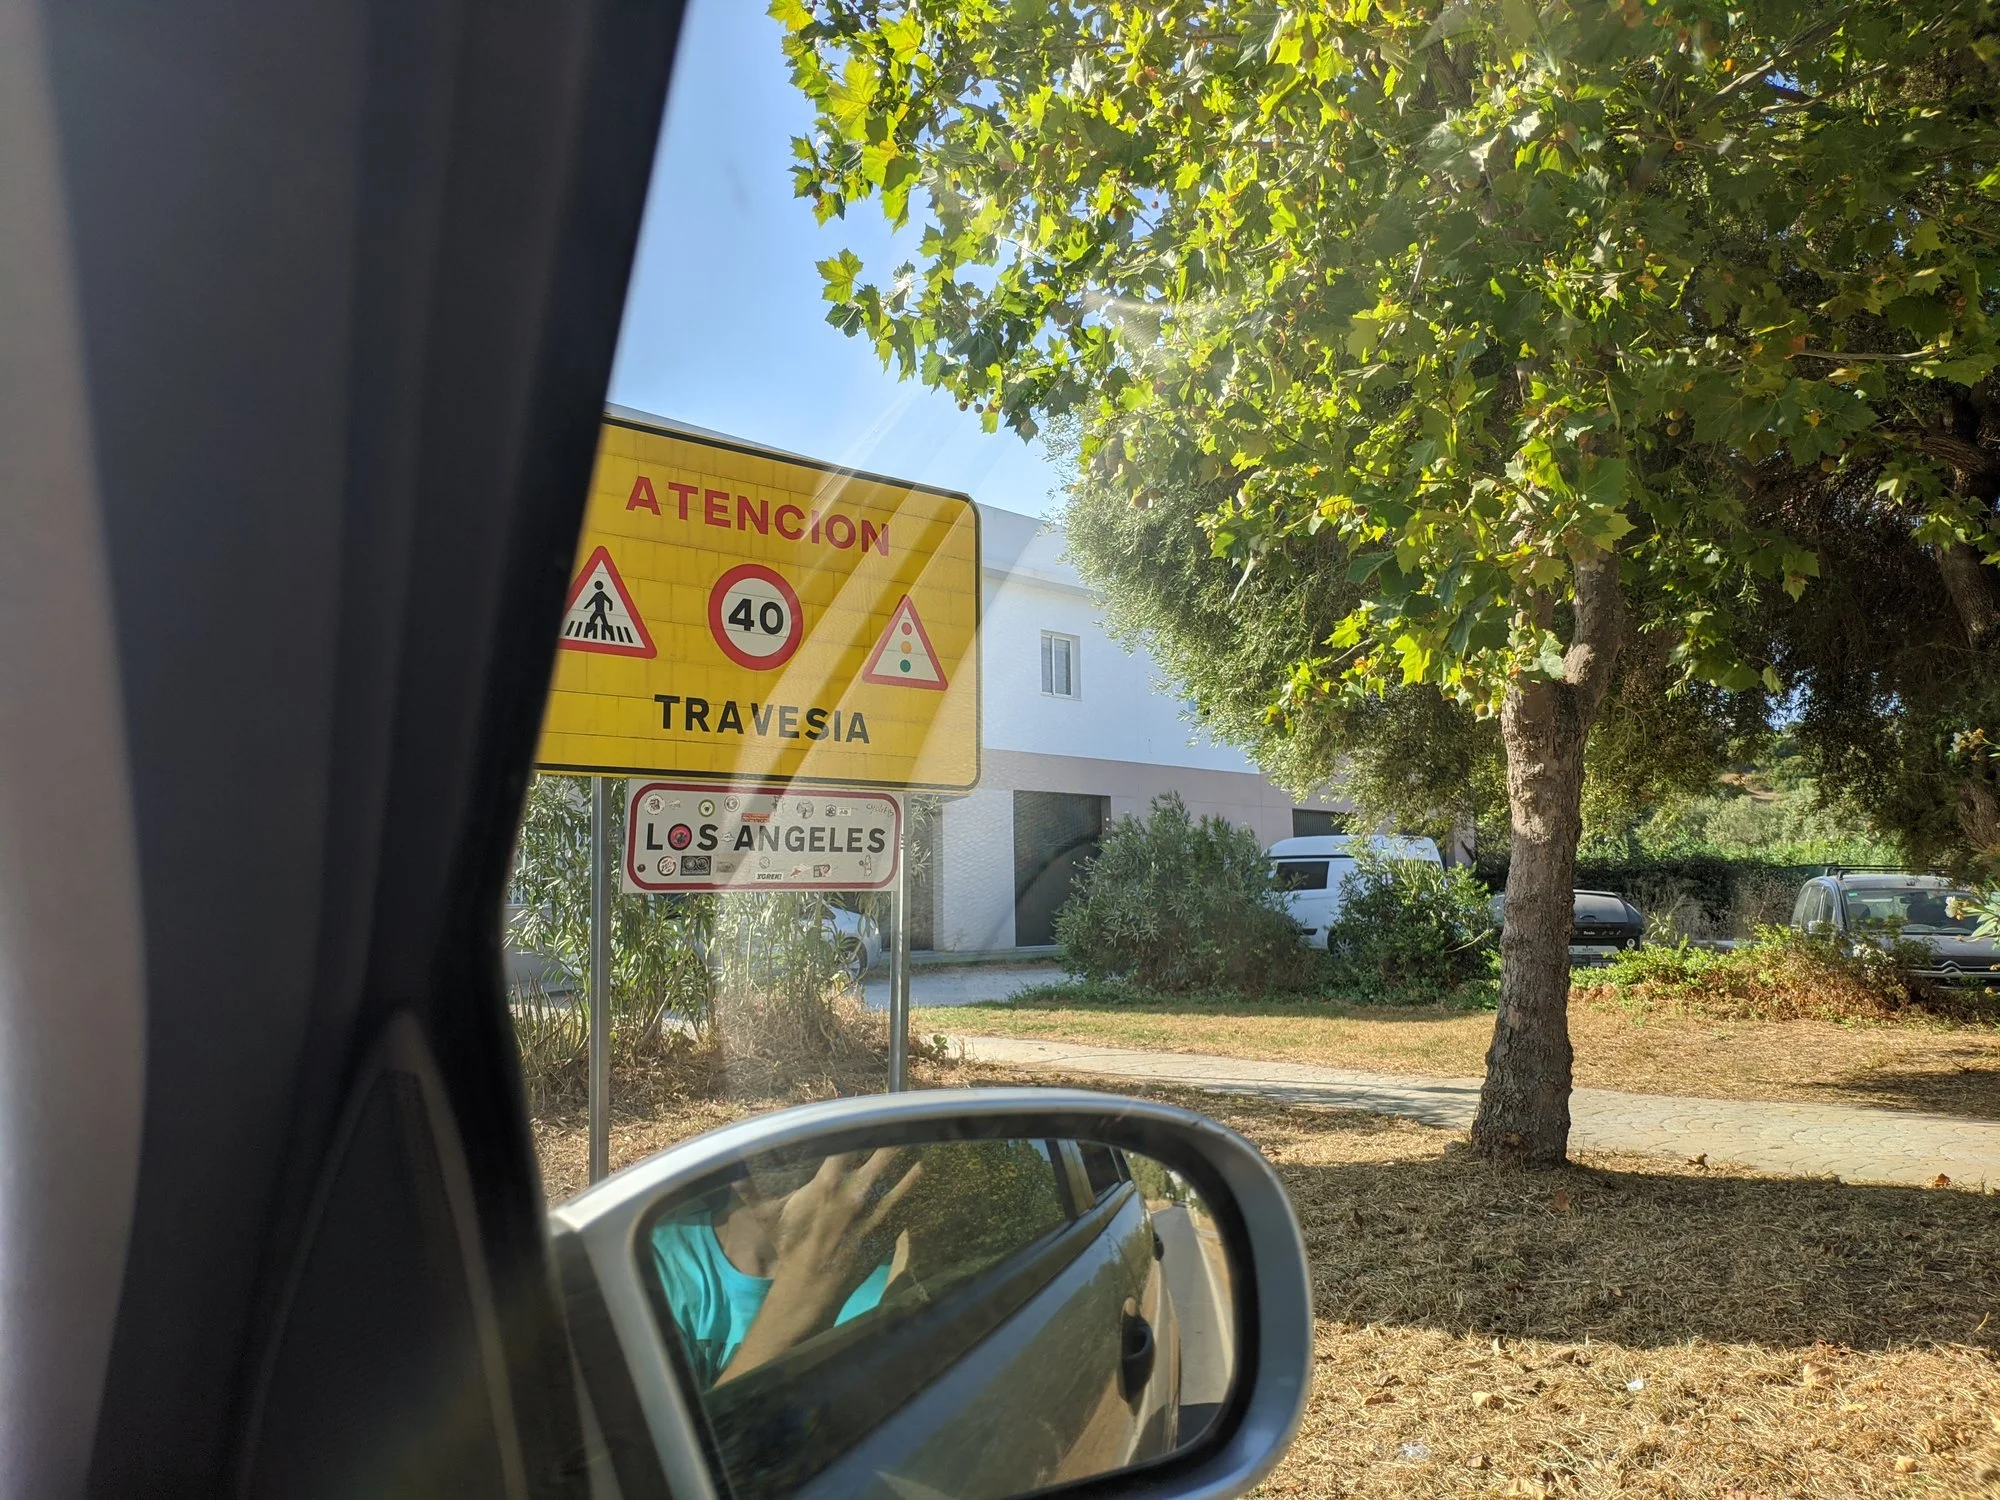 ATENCION
40
TRAVESIA
LOS ANGELES